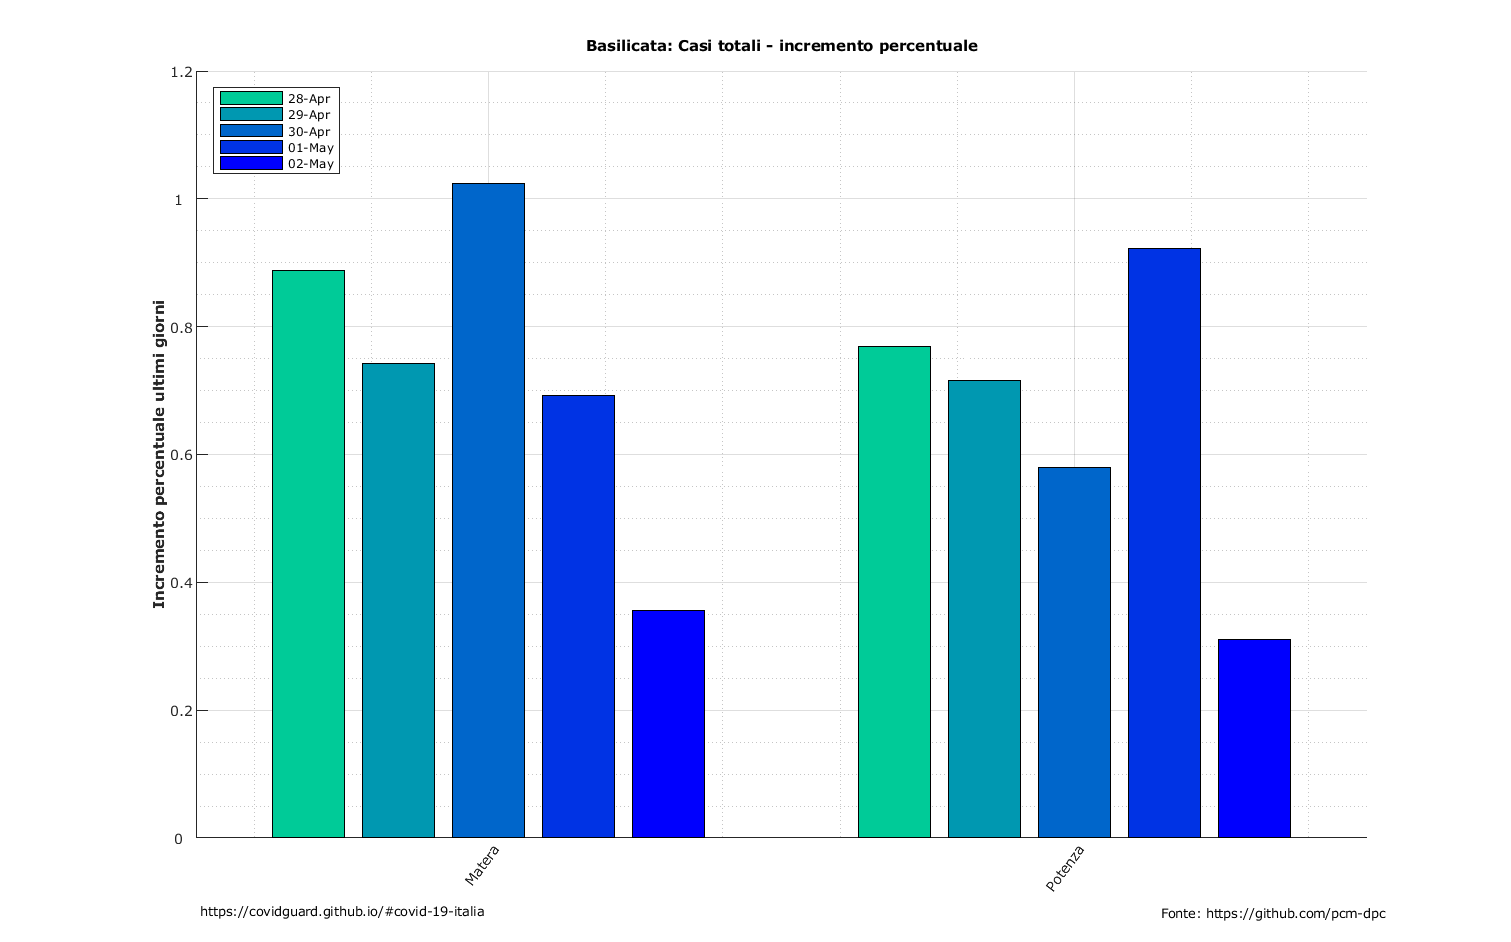 Basilicata: Casi totali - incremento percentuale
1.2
1
0.8
0.6
0.4
0.2
0
Incremento percentuale ultimi giorni
28-Apr
29-Apr
30-Apr
01-May
02-May
Matera
Potenza
https://covidguard.github.io/#covid-19-italia
Fonte: https://github.com/pcm-dpc